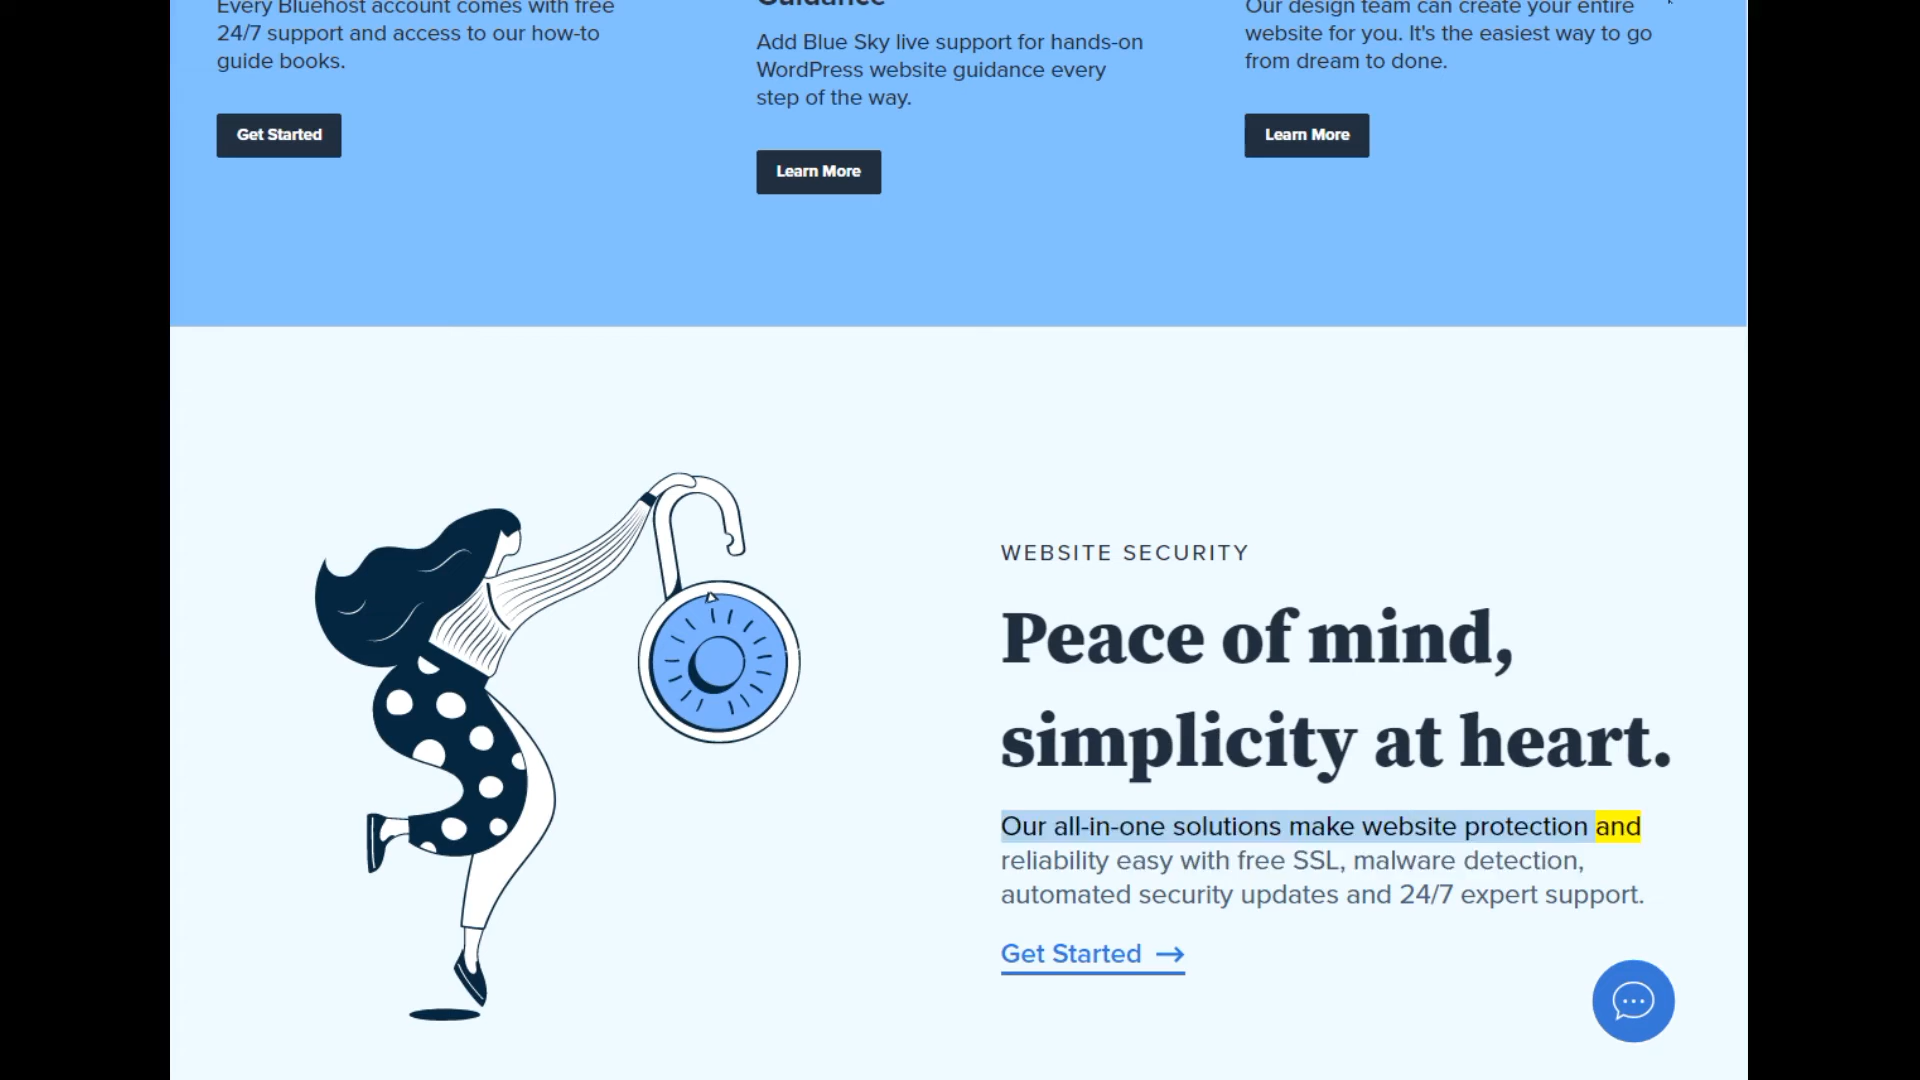 Every Bluehost account comes with free
24/7 support and access to our how-to
guide books.
Get Started
Guidance
Add Blue Sky live support for hands-on
WordPress website guidance every
step of the way.
Learn More
Our design team can create your entire
website for you. It's the easiest way to go
from dream to done.
Learn More
WEBSITE SECURITY
Peace of mind,
simplicity at heart.
Our all-in-one solutions make website protection and
reliability easy with free SSL, malware detection,
automated security updates and 24/7 expert support.
Get Started →